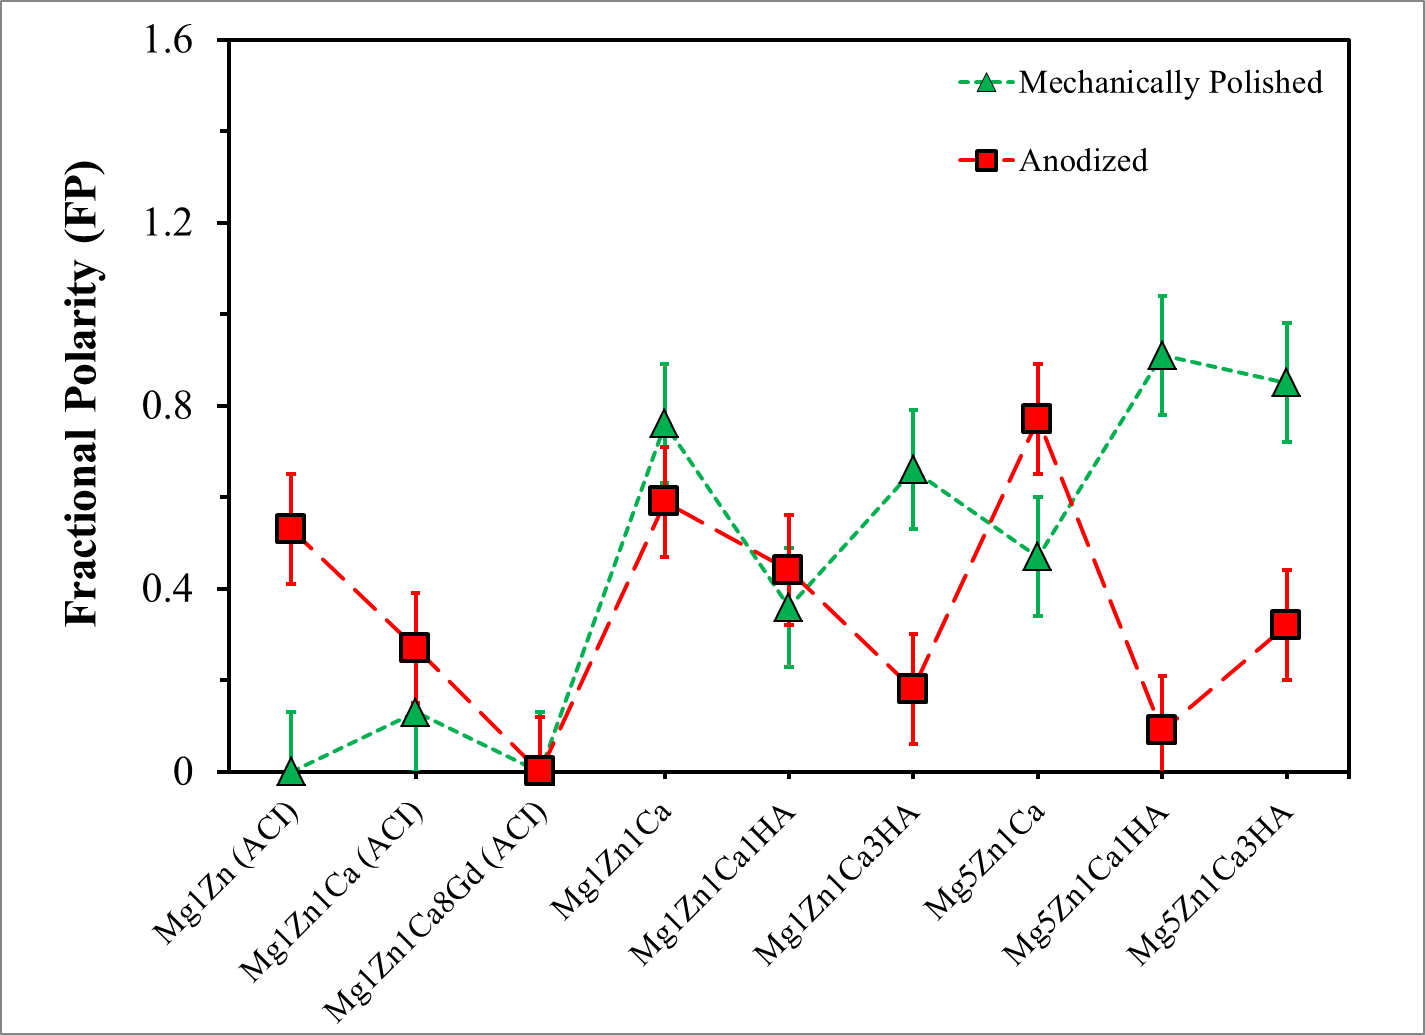 1.6
1.2
0.8
0.4
0
Fractional Polarity (FP)
Mechanically Polished
Anodized
Mg1Zn (ACI)
Mg1Zn1Ca (ACI)
Mg1Zn1Ca8Gd (ACI)
Mg1Zn1Ca
Mg1Zn1Ca1HA
Mg1Zn1Ca3HA
Mg5Zn1Ca
Mg5Zn1Ca1HA
Mg5Zn1Ca3HA